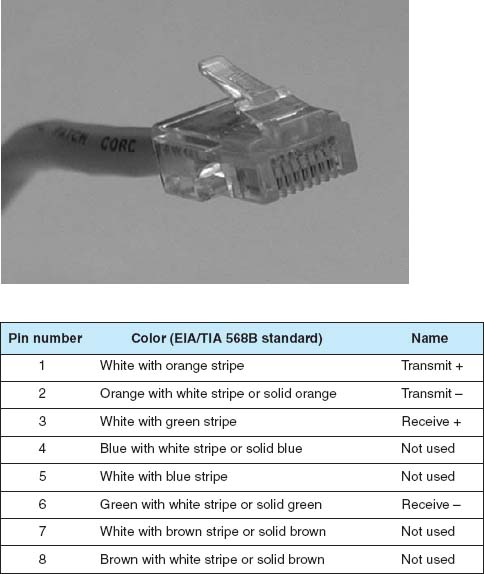 PATCH CORC
Pin number Color (EIA/TIA 568B standard) Name
1 White with orange stripe Transmit +
2 Orange with white stripe or solid orange Transmit –
3 White with green stripe Receive +
4 Blue with white stripe or solid blue Not used
5 White with blue stripe Not used
6 Green with white stripe or solid green Receive –
7 White with brown stripe or solid brown Not used
8 Brown with white stripe or solid brown Not used